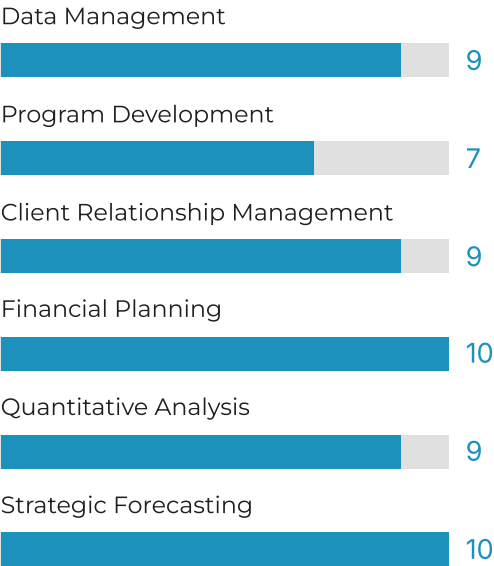 Data Management
9
Program Development
7
Client Relationship Management
9
Financial Planning
10
Quantitative Analysis
9
Strategic Forecasting
10